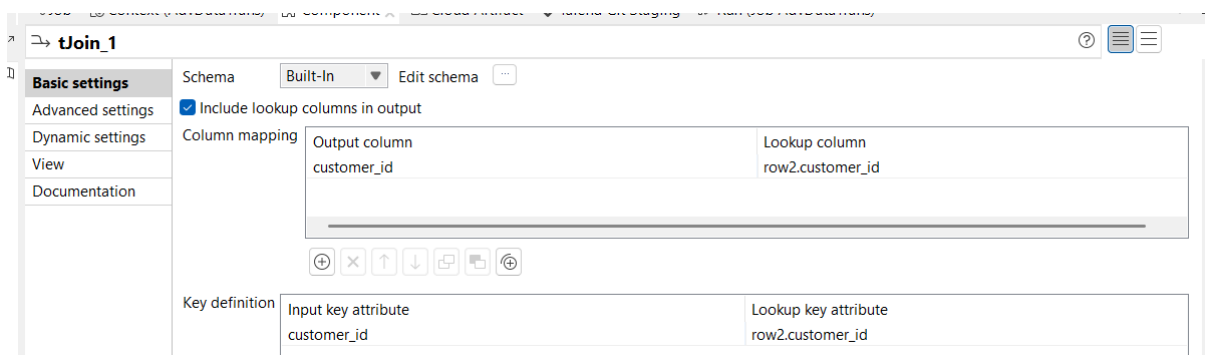 tJoin_1
Basic settings
Advanced settings
Dynamic settings
View
Documentation
Schema Built-In Edit schema ...
Include lookup columns in output
Column mapping
Output column Lookup column
customer_id row2.customer_id
Key definition
Input key attribute Lookup key attribute
customer_id row2.customer_id